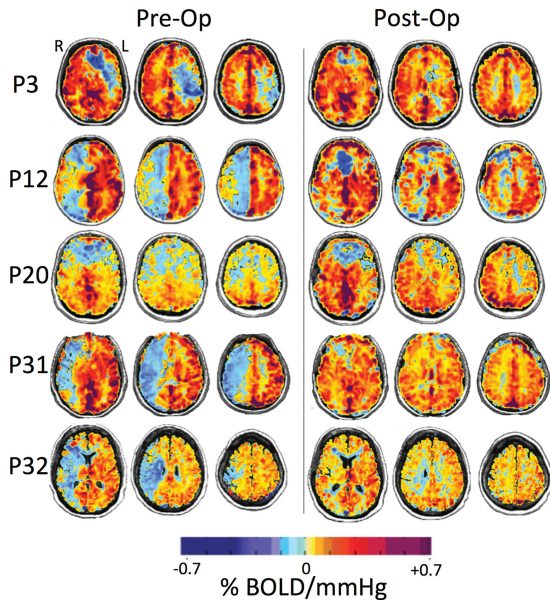 Pre-Op Post-Op
R L
P3
P12
P20
P31
P32
-0.7 0 +0.7
% BOLD/mmHg